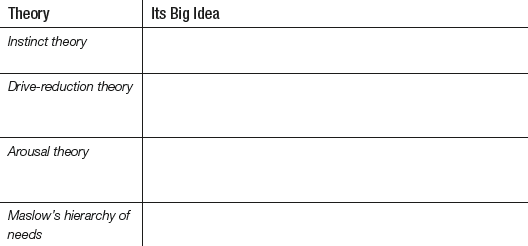 Theory Its Big Idea
Instinct theory
Drive-reduction theory
Arousal theory
Maslow's hierarchy of
needs